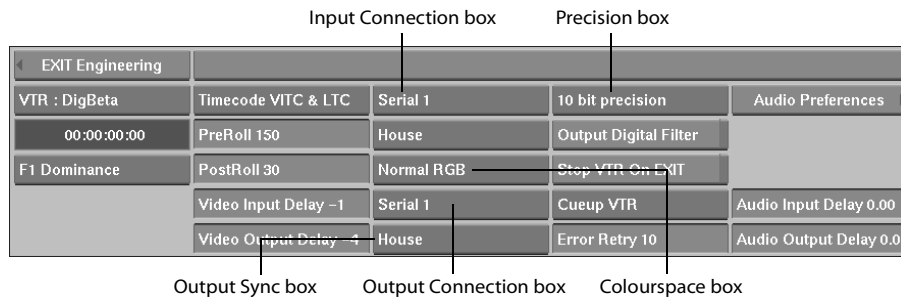 Input Connection box Precision box
EXIT Engineering
VTR : DigBeta Timecode VITC & LTC Serial 1 10 bit precision Audio Preferences
00:00:00:00 PreRoll 150 House Output Digital Filter
F1 Dominance PostRoll 30 Normal RGB Stop VTR On EXIT
Video Input Delay −1 Serial 1 Cueup VTR Audio Input Delay 0.00
Video Output Delay −4 House Error Retry 10 Audio Output Delay 0.0
Output Sync box Output Connection box Colourspace box